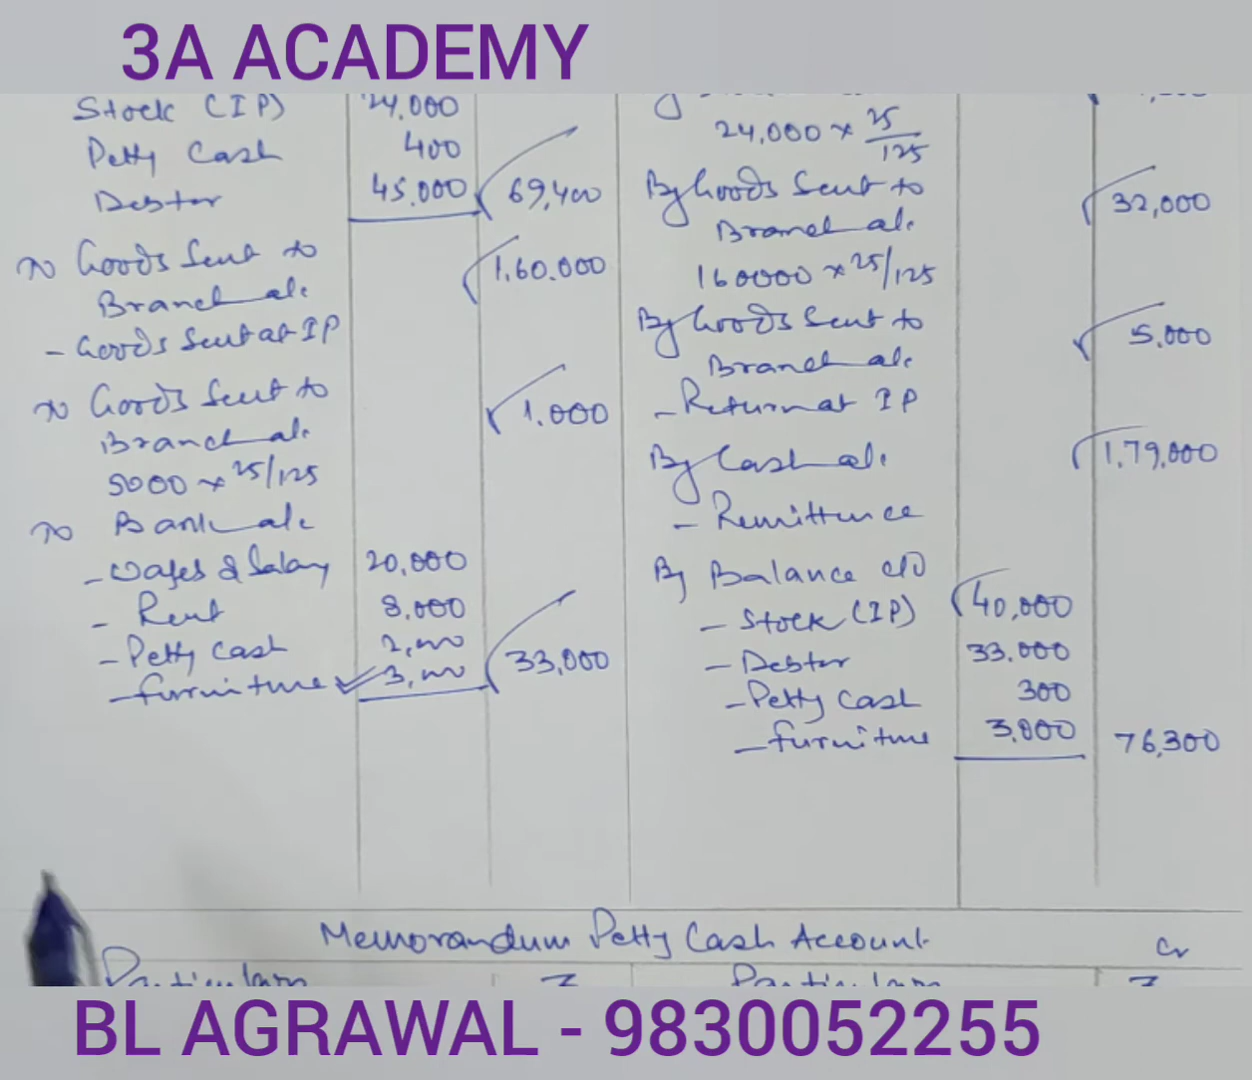 3A ACADEMY
Stock (IP) 24,000
Petty Cash 400
Debtor 45,000 69,400
To Goods Sent to
Branch a/c 1,60,000
- Goods Sent at IP
To Goods Sent to
Branch a/c 1,000
5000 × 25/125
To Bank a/c
- Wages & Salary 20,000
- Rent 8,000
- Petty Cash 2,000
- furniture 3,000 33,000
24,000 × 25/125
By Goods Sent to
Branch a/c 32,000
160000 × 25/125
By Goods Sent to
Branch a/c 5,000
- Return at IP
By Cash a/c 1,79,000
- Remittance
By Balance c/D
- Stock (IP) 40,000
- Debtor 33,000
- Petty Cash 300
- furniture 3,000 76,300
Memorandum Petty Cash Account
Cr
Particulars ₹ Particulars ₹
BL AGRAWAL - 9830052255